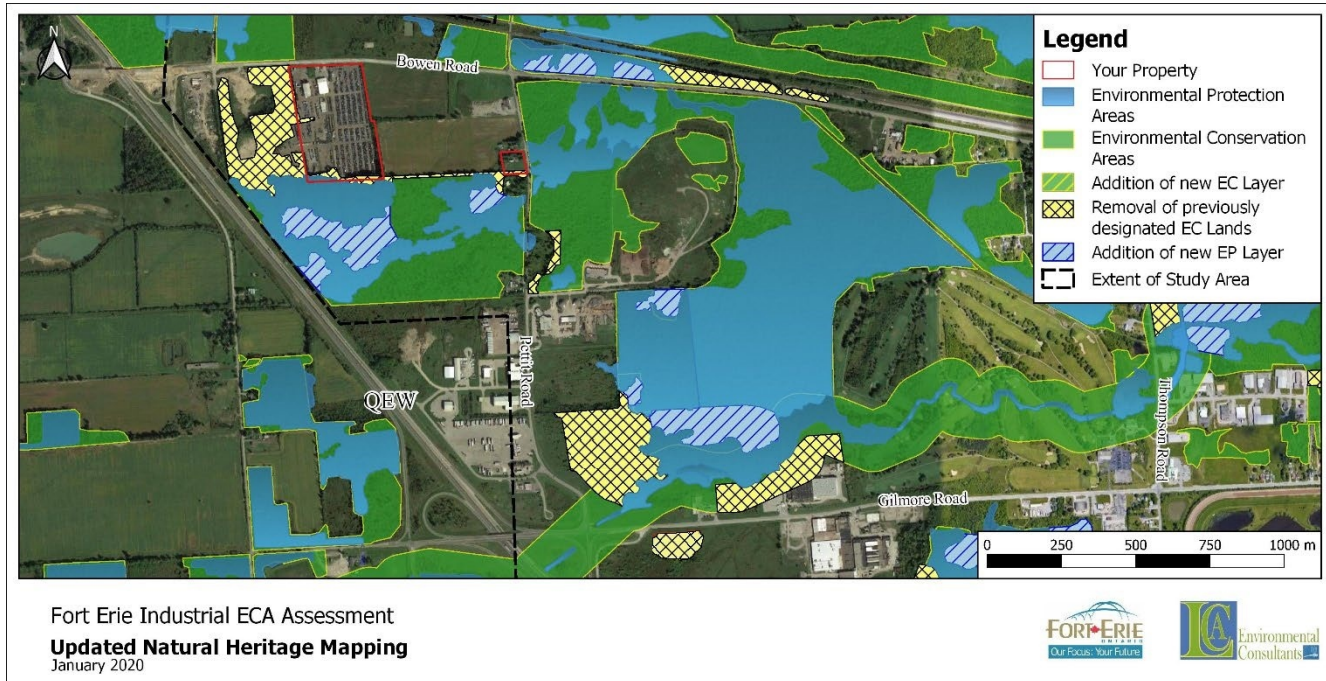 N
Bowen Road
Pettit Road
QEW
Thompson Road
Gilmore Road
Legend
Your Property
Environmental Protection
Areas
Environmental Conservation
Areas
Addition of new EC Layer
Removal of previously
designated EC Lands
Addition of new EP Layer
Extent of Study Area
0 250 500 750 1000 m
Fort Erie Industrial ECA Assessment
Updated Natural Heritage Mapping
January 2020
FORT ERIE
ONTARIO
Our Focus: Your Future
LCA
Environmental
Consultants